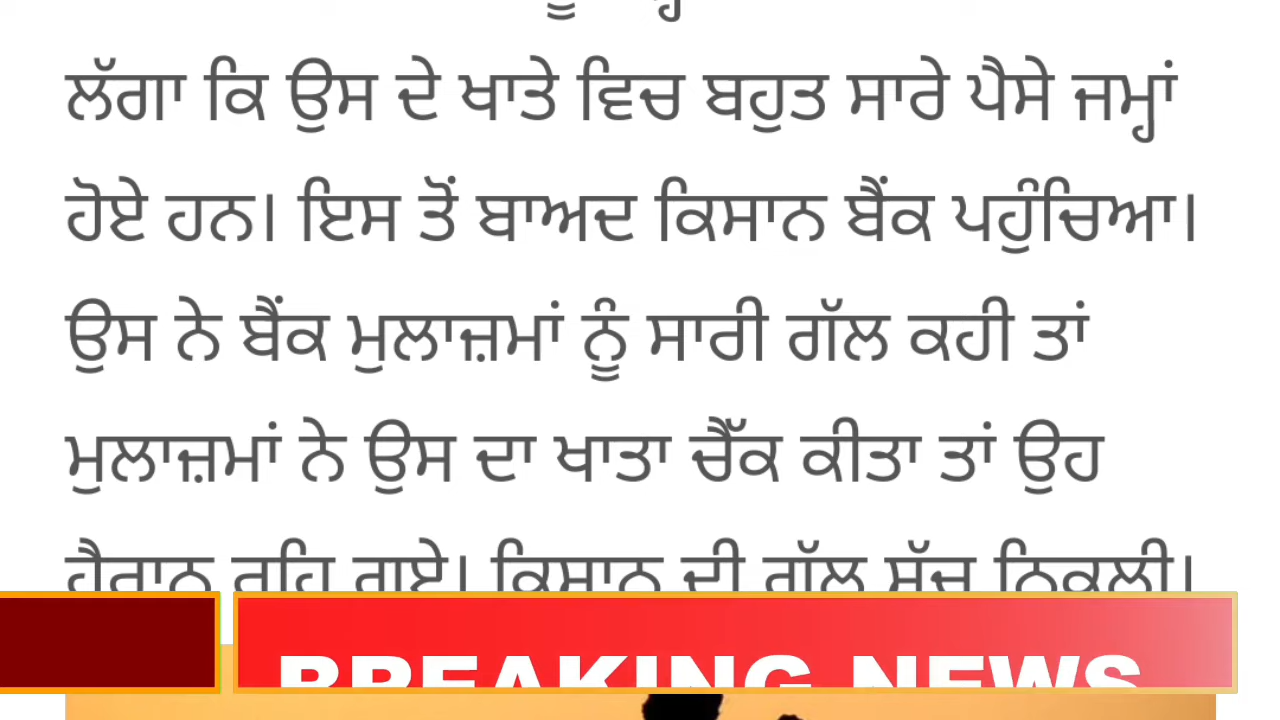 ਲੱਗਾ ਕਿ ਉਸ ਦੇ ਖਾਤੇ ਵਿਚ ਬਹੁਤ ਸਾਰੇ ਪੈਸੇ ਜਮ੍ਹਾਂ
ਹੋਏ ਹਨ। ਇਸ ਤੋਂ ਬਾਅਦ ਕਿਸਾਨ ਬੈਂਕ ਪਹੁੰਚਿਆ।
ਉਸ ਨੇ ਬੈਂਕ ਮੁਲਾਜ਼ਮਾਂ ਨੂੰ ਸਾਰੀ ਗੱਲ ਕਹੀ ਤਾਂ
ਮੁਲਾਜ਼ਮਾਂ ਨੇ ਉਸ ਦਾ ਖਾਤਾ ਚੈੱਕ ਕੀਤਾ ਤਾਂ ਉਹ
ਹੈਰਾਨ ਰਹਿ ਗਏ। ਕਿਸਾਨ ਦੀ ਗੱਲ ਸੱਚ ਨਿਕਲੀ।
BREAKING NEWS